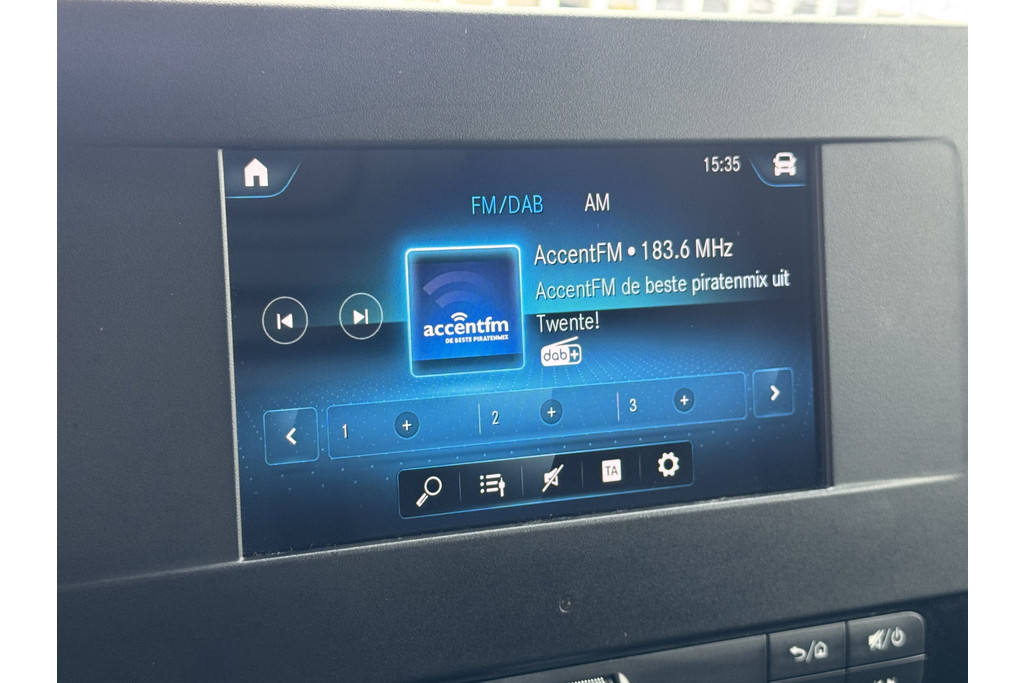 15:35
FM/DAB AM
AccentFM • 183.6 MHz
AccentFM de beste piratenmix uit
Twente!
accentfm
DE BESTE PIRATENMIX
dab+
1 2 3
TA